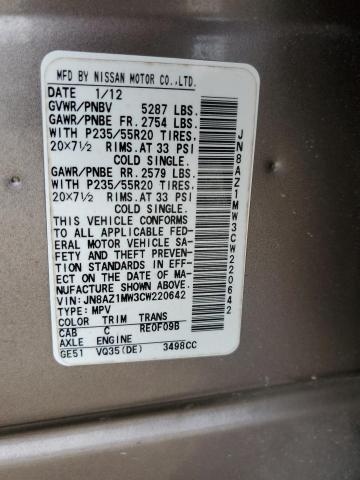 MFD BY NISSAN MOTOR CO.,LTD.
DATE 1/12
GVWR/PNBV 5287 LBS.
GAWR/PNBE FR. 2754 LBS.
WITH P235/55R20 TIRES,
20×7½ RIMS.AT 33 PSI
COLD SINGLE.
GAWR/PNBE RR. 2579 LBS.
WITH P235/55R20 TIRES,
20×7½ RIMS.AT 33 PSI
COLD SINGLE.
THIS VEHICLE CONFORMS
TO ALL APPLICABLE FED-
ERAL MOTOR VEHICLE SA-
FETY AND THEFT PREVEN-
TION STANDARDS IN EFF-
ECT ON THE DATE OF MA-
NUFACTURE SHOWN ABOVE.
VIN: JN8AZ1MW3CW220642
TYPE: MPV
COLOR TRIM TRANS
CAB C RE0F09B
AXLE ENGINE
GE51 VQ35(DE) 3498CC
JN8AZ1MW3CW220642